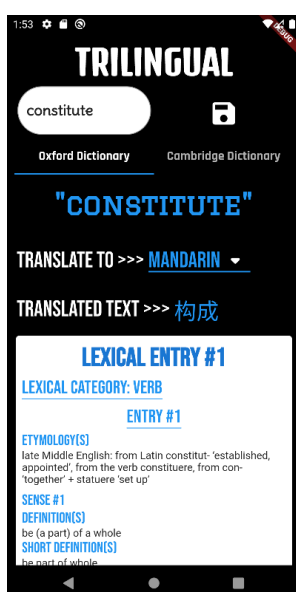 1:53
DEBUG
TRILINGUAL
constitute
Oxford Dictionary
Cambridge Dictionary
"CONSTITUTE"
TRANSLATE TO >>> MANDARIN
TRANSLATED TEXT >>> 构成
LEXICAL ENTRY #1
LEXICAL CATEGORY: VERB
ENTRY #1
ETYMOLOGY(S)
late Middle English: from Latin constitut- ‘established,
appointed’, from the verb constituere, from con-
‘together’ + statuere ‘set up’
SENSE #1
DEFINITION(S)
be (a part) of a whole
SHORT DEFINITION(S)
be part of whole